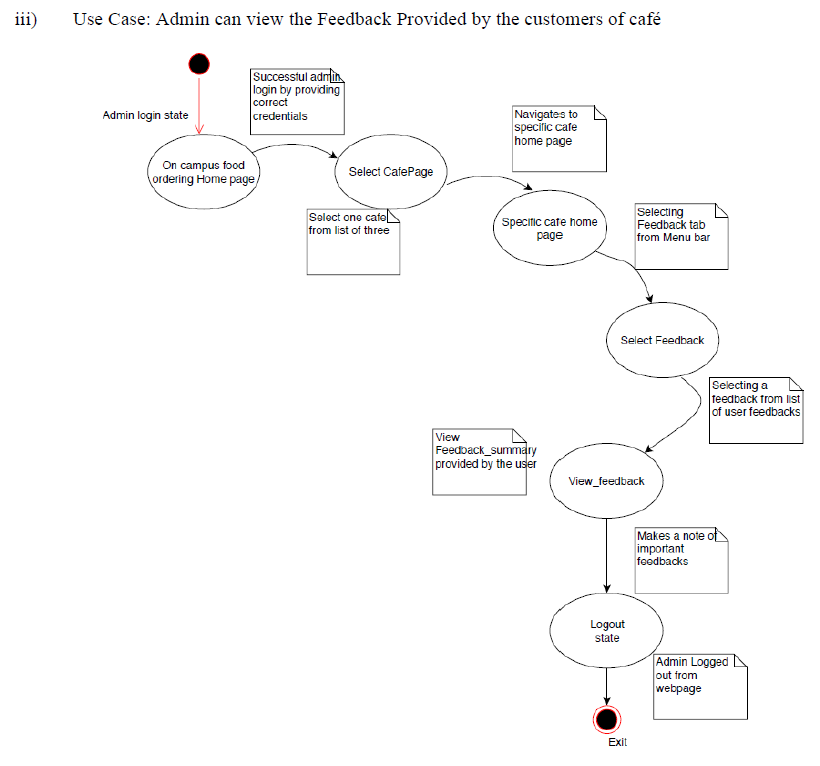 iii) Use Case: Admin can view the Feedback Provided by the customers of café
Successful admin
login by providing
correct
credentials
Admin login state
On campus food
ordering Home page
Select CafePage
Navigates to
specific cafe
home page
Select one cafe
from list of three
Specific cafe home
page
Selecting
Feedback tab
from Menu bar
Select Feedback
Selecting a
feedback from list
of user feedbacks
View
Feedback_summary
provided by the user
View_feedback
Makes a note of
important
feedbacks
Logout
state
Admin Logged
out from
webpage
Exit